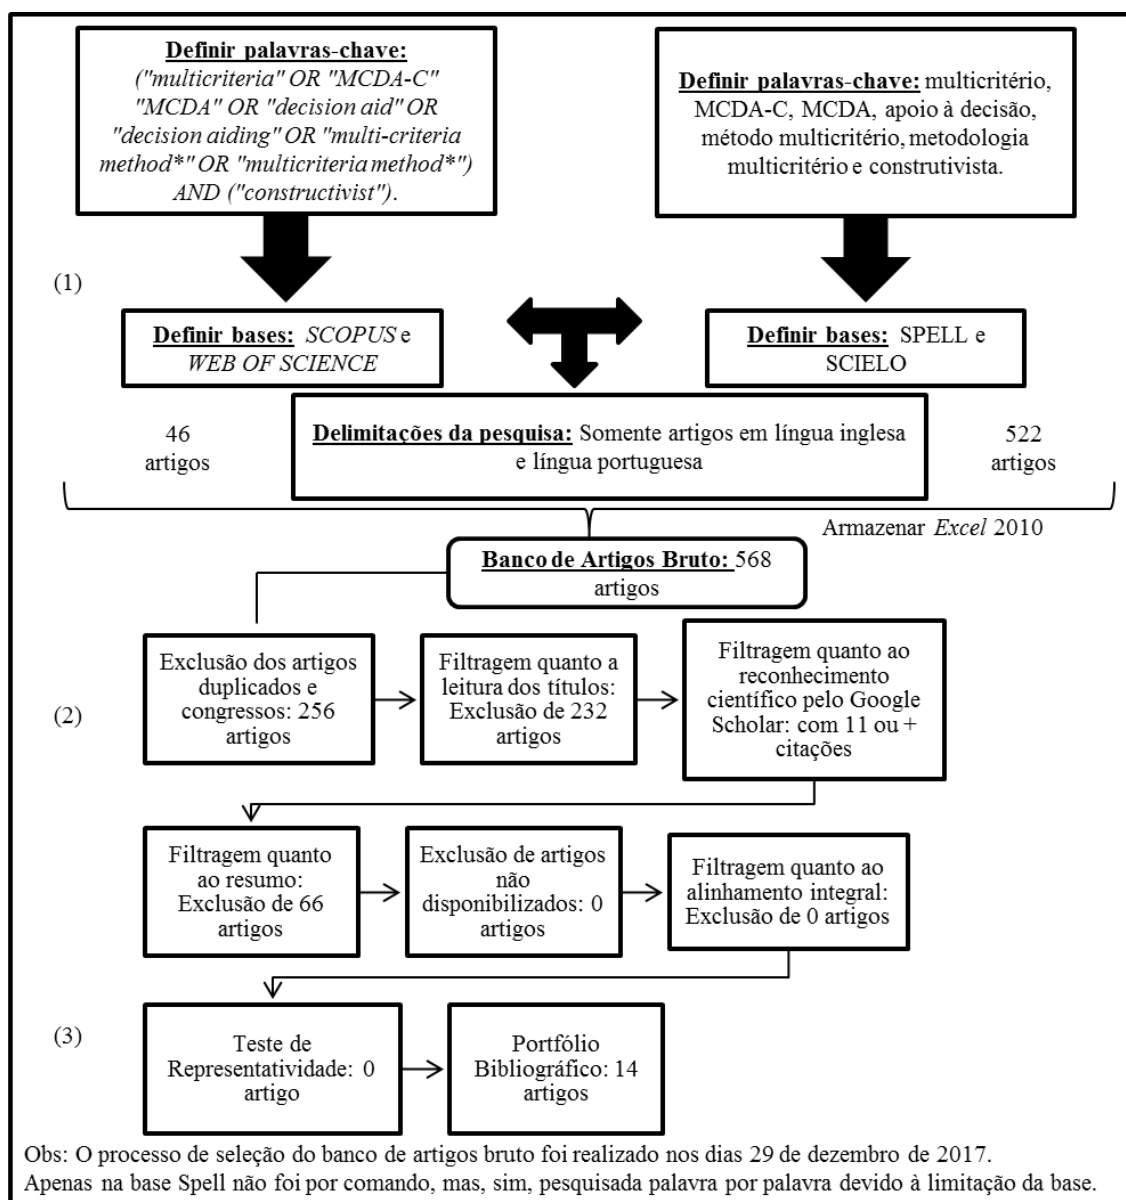 Definir palavras-chave:
("multicriteria" OR "MCDA-C"
"MCDA" OR "decision aid" OR
"decision aiding" OR "multi-criteria
method*" OR "multicriteria method*")
AND ("constructivist").
Definir palavras-chave: multicritério,
MCDA-C, MCDA, apoio à decisão,
método multicritério, metodologia
multicritério e construtivista.
(1)
Definir bases: SCOPUS e
WEB OF SCIENCE
Definir bases: SPELL e
SCIELO
46
artigos
Delimitações da pesquisa: Somente artigos em língua inglesa
e língua portuguesa
522
artigos
Armazenar Excel 2010
Banco de Artigos Bruto: 568
artigos
(2)
Exclusão dos artigos
duplicados e
congressos: 256
artigos
Filtragem quanto a
leitura dos títulos:
Exclusão de 232
artigos
Filtragem quanto ao
reconhecimento
científico pelo Google
Scholar: com 11 ou +
citações
Filtragem quanto
ao resumo:
Exclusão de 66
artigos
Exclusão de artigos
não
disponibilizados: 0
artigos
Filtragem quanto ao
alinhamento integral:
Exclusão de 0 artigos
(3)
Teste de
Representatividade: 0
artigo
Portfólio
Bibliográfico: 14
artigos
Obs: O processo de seleção do banco de artigos bruto foi realizado nos dias 29 de dezembro de 2017.
Apenas na base Spell não foi por comando, mas, sim, pesquisada palavra por palavra devido à limitação da base.